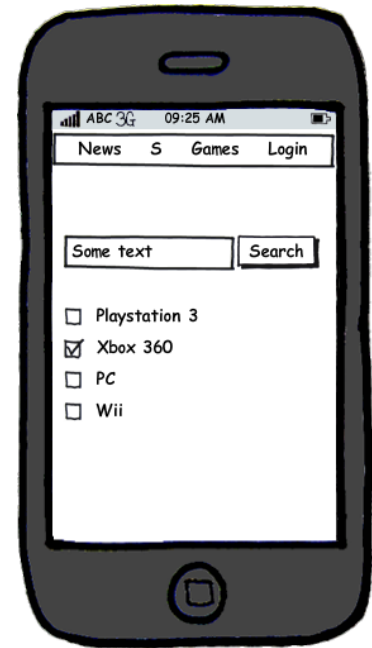 ABC 3G 09:25 AM
News S Games Login
Some text Search
Playstation 3
Xbox 360
PC
Wii